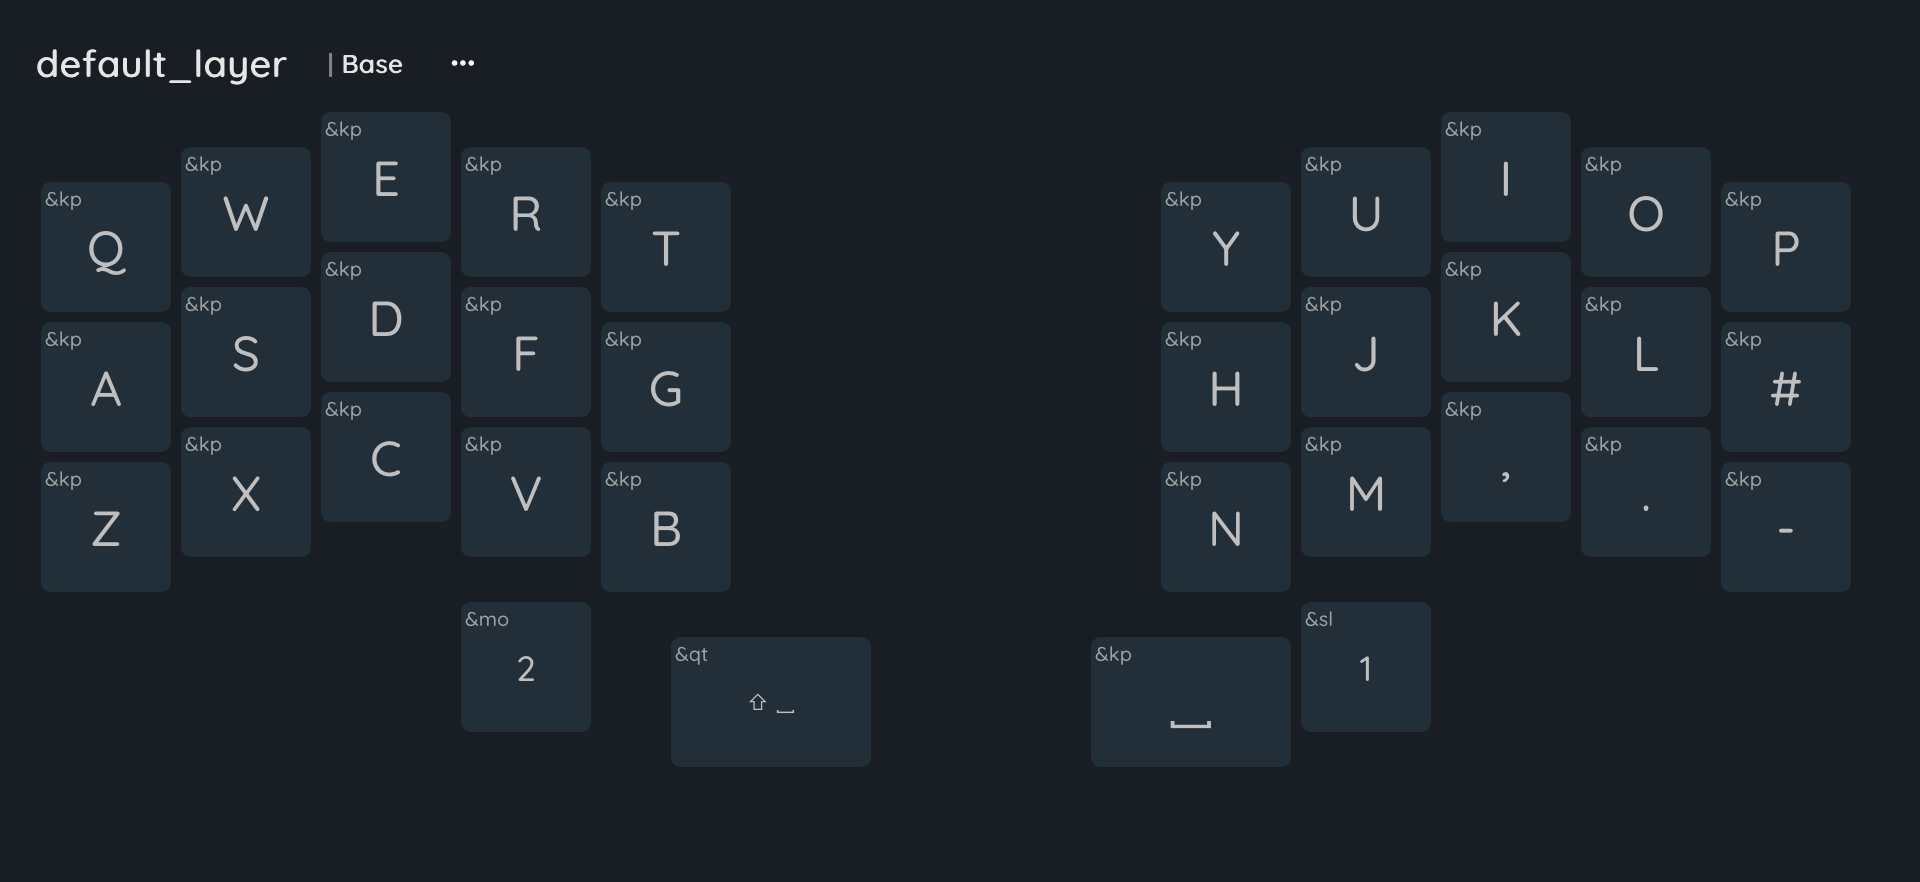 default_layer | Base •••
&kp &kp
E I
&kp &kp &kp &kp
W R U O
&kp &kp &kp &kp
Q T Y P
&kp &kp
D K
&kp &kp &kp &kp
S F J L
&kp &kp &kp &kp
A G H #
&kp &kp
C ,
&kp &kp &kp &kp
X V M .
&kp &kp &kp &kp
Z B N -
&mo &sl
2 1
&qt &kp
⇧ ⎵ ⎵